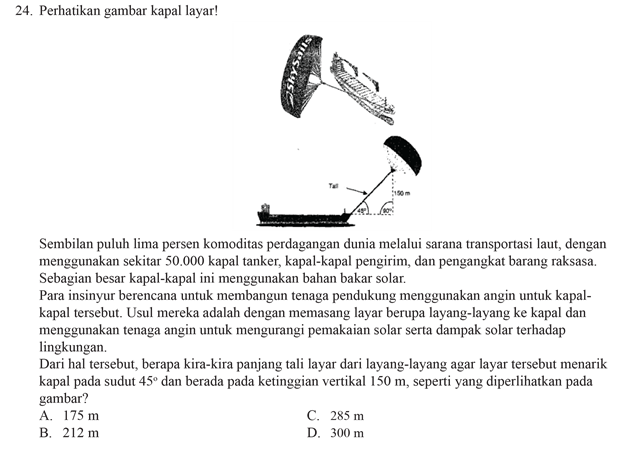 24. Perhatikan gambar kapal layar!
SkySails
Tali
150 m
45° 90°
Sembilan puluh lima persen komoditas perdagangan dunia melalui sarana transportasi laut, dengan
menggunakan sekitar 50.000 kapal tanker, kapal-kapal pengirim, dan pengangkat barang raksasa.
Sebagian besar kapal-kapal ini menggunakan bahan bakar solar.
Para insinyur berencana untuk membangun tenaga pendukung menggunakan angin untuk kapal-
kapal tersebut. Usul mereka adalah dengan memasang layar berupa layang-layang ke kapal dan
menggunakan tenaga angin untuk mengurangi pemakaian solar serta dampak solar terhadap
lingkungan.
Dari hal tersebut, berapa kira-kira panjang tali layar dari layang-layang agar layar tersebut menarik
kapal pada sudut 45° dan berada pada ketinggian vertikal 150 m, seperti yang diperlihatkan pada
gambar?
A. 175 m C. 285 m
B. 212 m D. 300 m